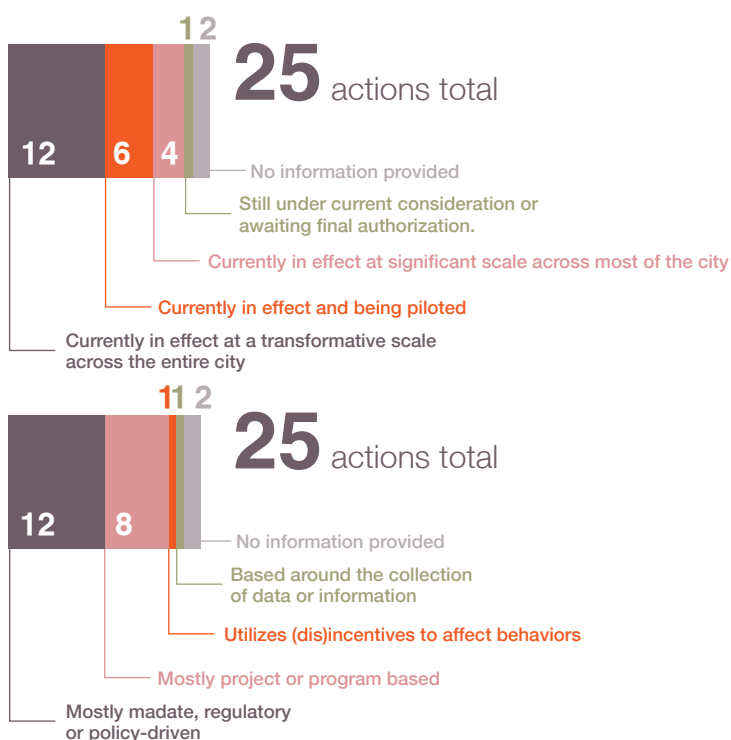 1 2
25 actions total
12 6 4
No information provided
Still under current consideration or
awaiting final authorization.
Currently in effect at significant scale across most of the city
Currently in effect and being piloted
Currently in effect at a transformative scale
across the entire city
1 1 2
25 actions total
12 8
No information provided
Based around the collection
of data or information
Utilizes (dis)incentives to affect behaviors
Mostly project or program based
Mostly madate, regulatory
or policy-driven